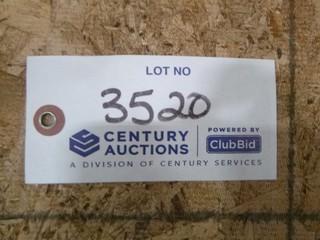 LOT NO
3520
CENTURY AUCTIONS
POWERED BY
ClubBid
A DIVISION OF CENTURY SERVICES